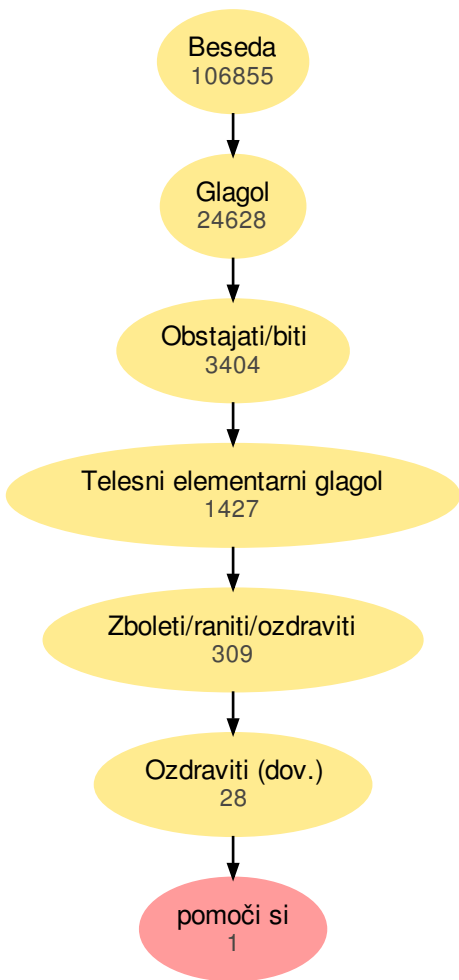 Beseda
106855
Glagol
24628
Obstajati/biti
3404
Telesni elementarni glagol
1427
Zboleti/raniti/ozdraviti
309
Ozdraviti (dov.)
28
pomoči si
1